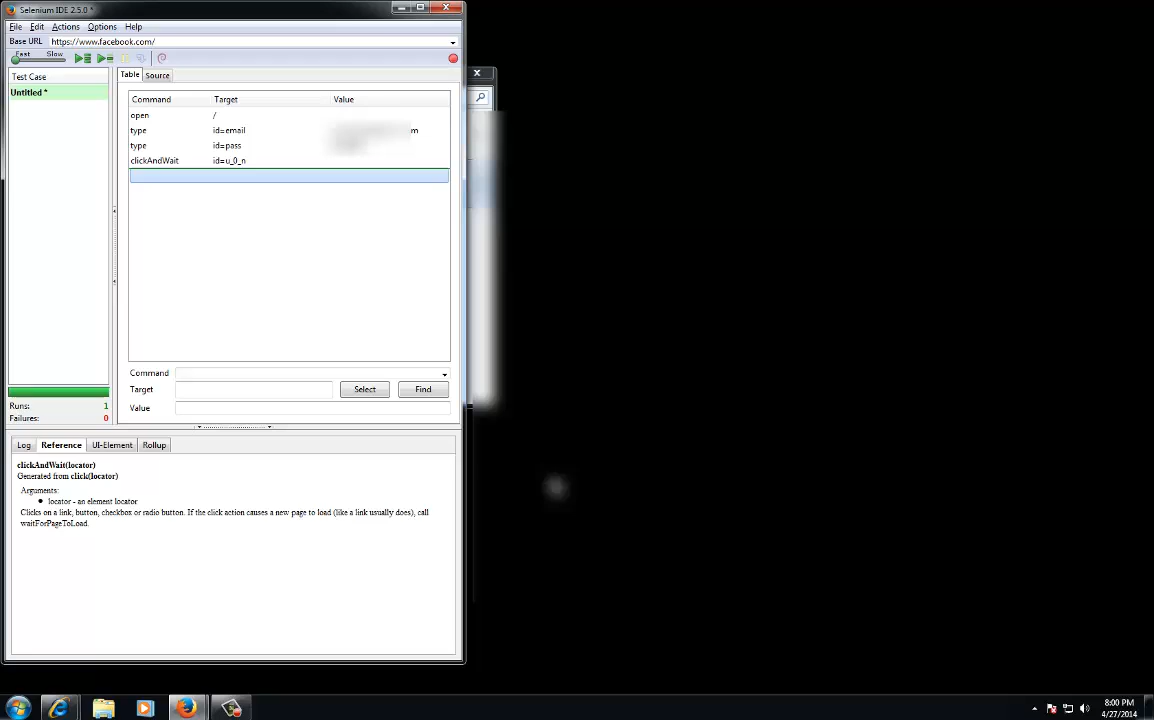 Selenium IDE 2.5.0 *
File Edit Actions Options Help
Base URL https://www.facebook.com/
Fast Slow
Test Case
Untitled *
Table Source
Command Target Value
open /
type id=email m
type id=pass
clickAndWait id=u_0_n
Command
Target Select Find
Value
Runs: 1
Failures: 0
Log Reference UI-Element Rollup
clickAndWait(locator)
Generated from click(locator)
Arguments:
locator - an element locator
Clicks on a link, button, checkbox or radio button. If the click action causes a new page to load (like a link usually does), call
waitForPageToLoad.
8:00 PM
4/27/2014